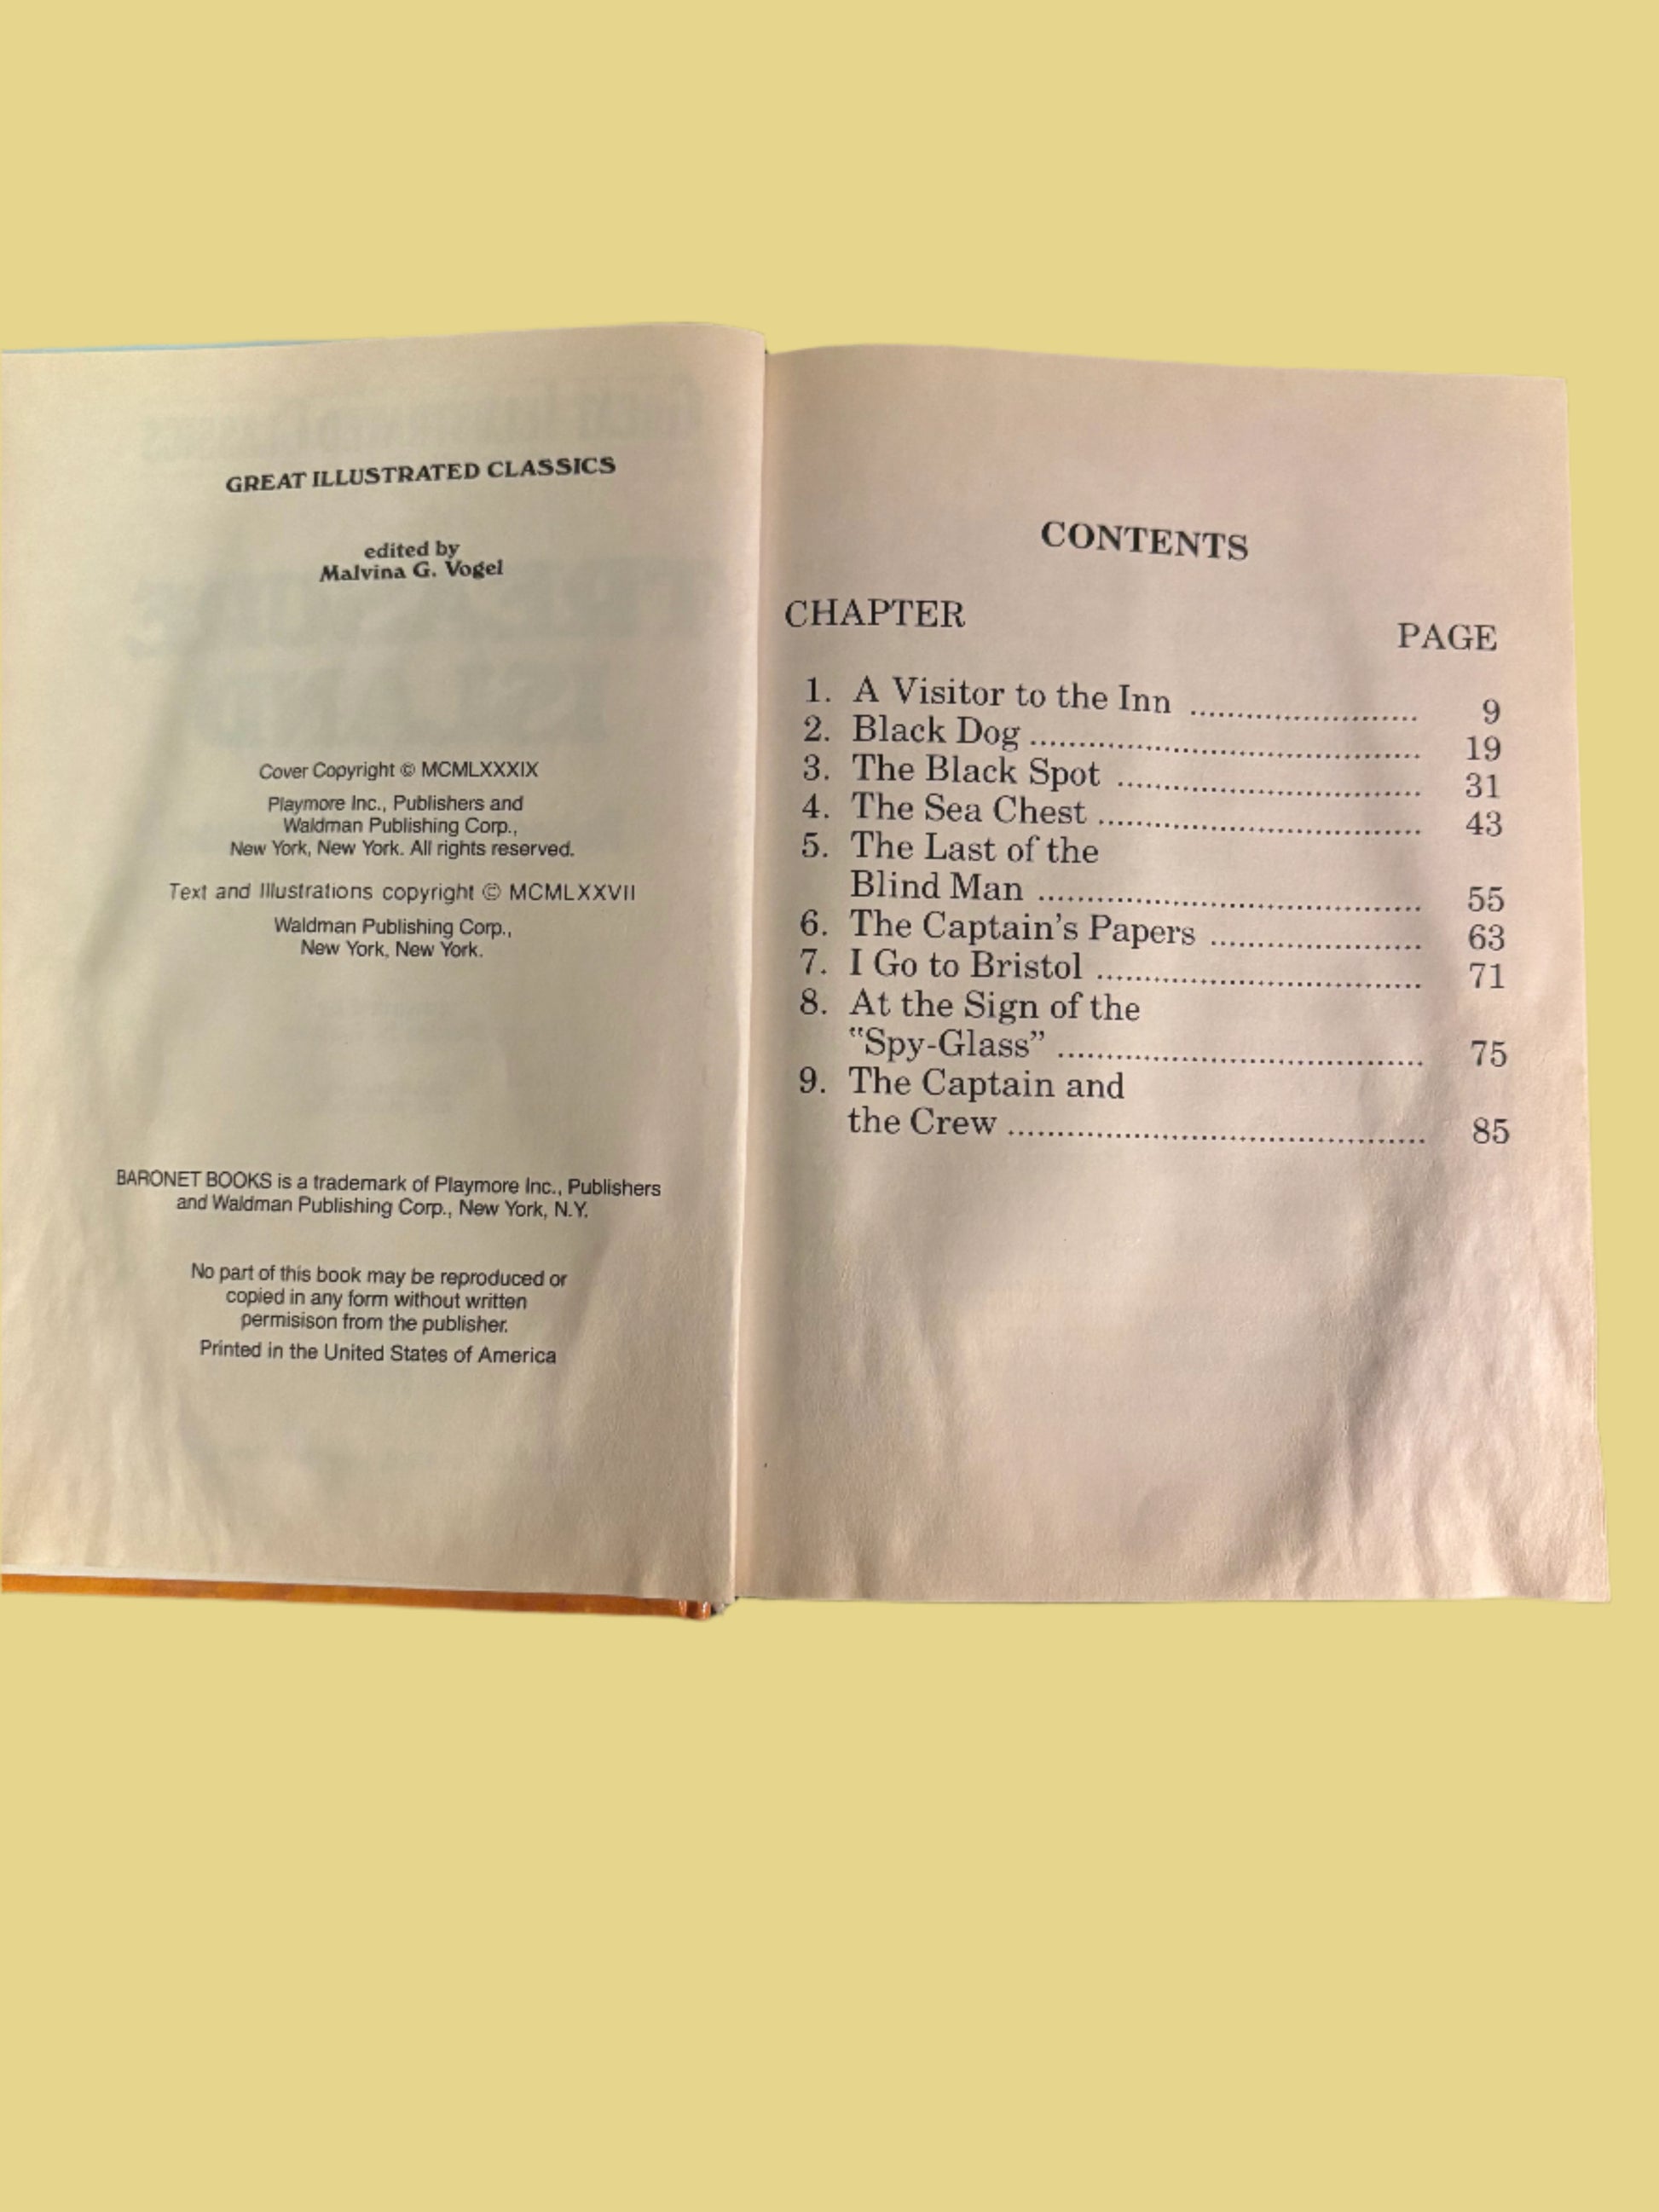 GREAT ILLUSTRATED CLASSICS
edited by
Malvina G. Vogel
Cover Copyright © MCMLXXXIX
Playmore Inc., Publishers and
Waldman Publishing Corp.,
New York, New York. All rights reserved.
Text and Illustrations copyright © MCMLXXVII
Waldman Publishing Corp.,
New York, New York.
BARONET BOOKS is a trademark of Playmore Inc., Publishers
and Waldman Publishing Corp., New York, N.Y.
No part of this book may be reproduced or
copied in any form without written
permisison from the publisher.
Printed in the United States of America
CONTENTS
CHAPTER PAGE
1. A Visitor to the Inn ........................ 9
2. Black Dog ........................................ 19
3. The Black Spot ................................ 31
4. The Sea Chest .................................. 43
5. The Last of the
Blind Man ........................................ 55
6. The Captain's Papers ...................... 63
7. I Go to Bristol .................................. 71
8. At the Sign of the
"Spy-Glass" ...................................... 75
9. The Captain and
the Crew ............................................ 85